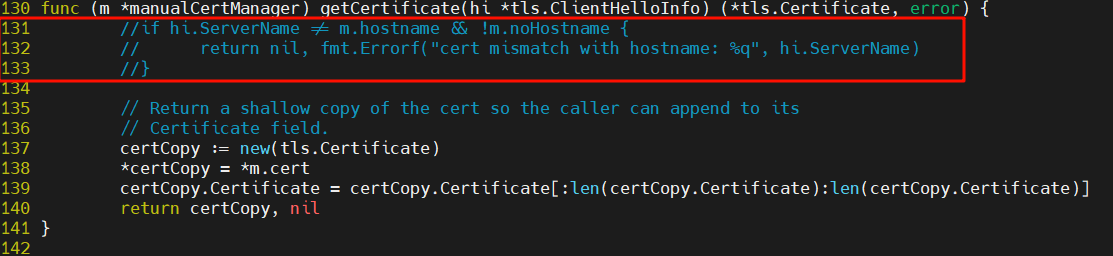 130 func (m *manualCertManager) getCertificate(hi *tls.ClientHelloInfo) (*tls.Certificate, error) {
131         //if hi.ServerName != m.hostname && !m.noHostname {
132         //      return nil, fmt.Errorf("cert mismatch with hostname: %q", hi.ServerName)
133         //}
134
135         // Return a shallow copy of the cert so the caller can append to its
136         // Certificate field.
137         certCopy := new(tls.Certificate)
138         *certCopy = *m.cert
139         certCopy.Certificate = certCopy.Certificate[:len(certCopy.Certificate):len(certCopy.Certificate)]
140         return certCopy, nil
141 }
142